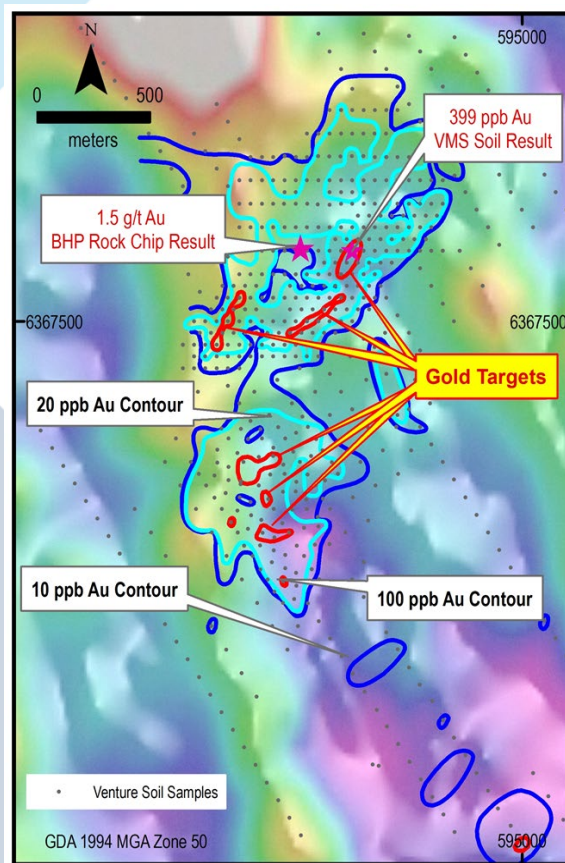 595000
N
0 500
meters
399 ppb Au
VMS Soil Result
1.5 g/t Au
BHP Rock Chip Result
6367500
6367500
Gold Targets
20 ppb Au Contour
10 ppb Au Contour
100 ppb Au Contour
Venture Soil Samples
GDA 1994 MGA Zone 50
595000